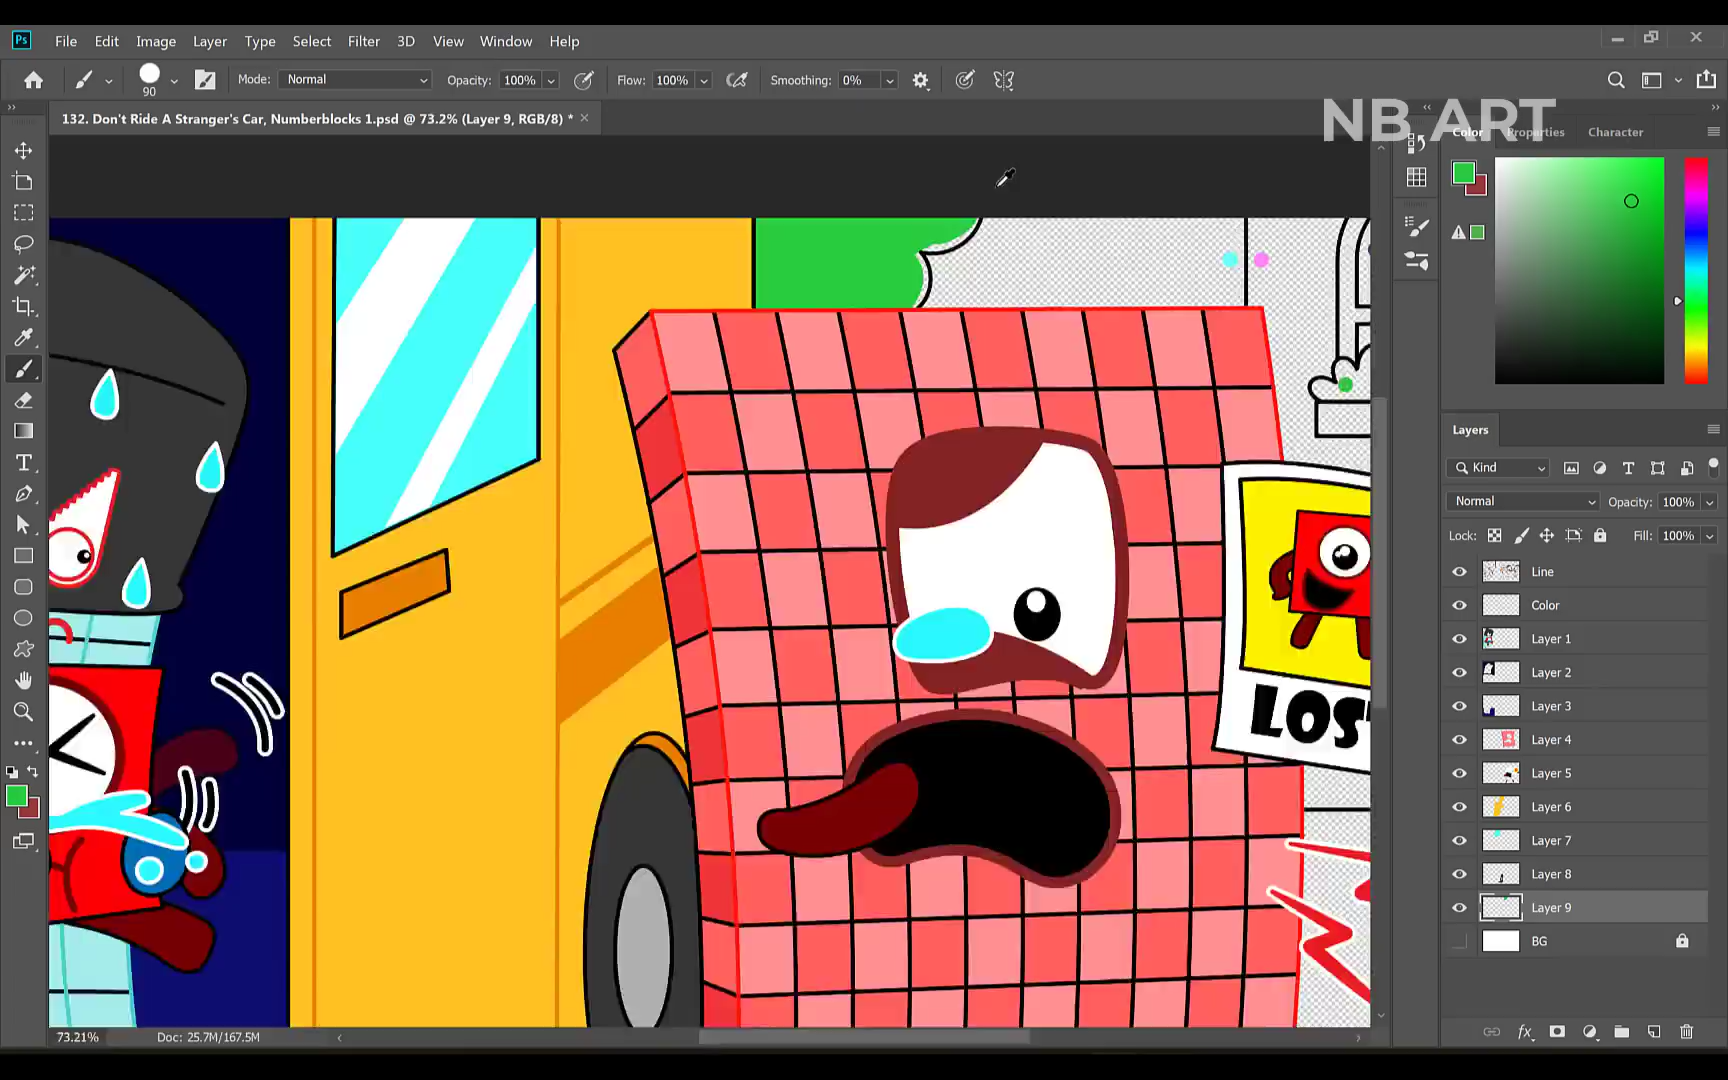 Ps File Edit Image Layer Type Select Filter 3D View Window Help
90 Mode: Normal Opacity: 100% Flow: 100% Smoothing: 0%
132. Don't Ride A Stranger's Car, Numberblocks 1.psd @ 73.2% (Layer 9, RGB/8) *
NB ART
Color Properties Character
Layers
Kind
Normal Opacity: 100%
Lock: Fill: 100%
Line
Color
Layer 1
Layer 2
Layer 3
Layer 4
Layer 5
Layer 6
Layer 7
Layer 8
Layer 9
BG
LOST
73.21% Doc: 25.7M/167.5M